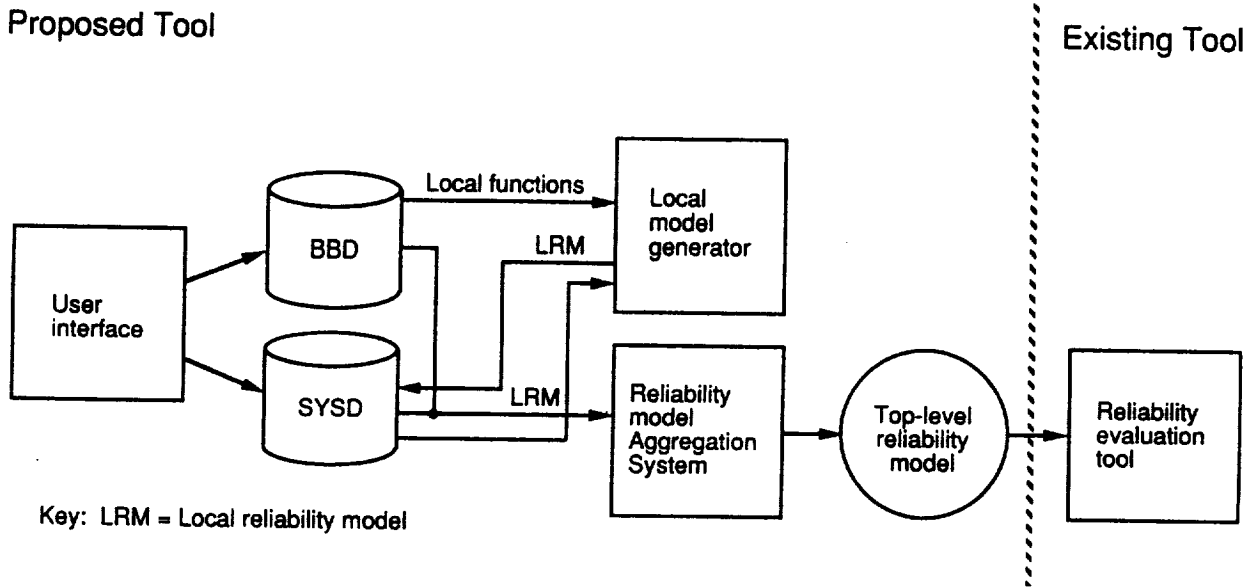 Proposed Tool
Existing Tool
Local functions
Local
model
generator
BBD
LRM
User
interface
SYSD
LRM
Reliability
model
Aggregation
System
Top-level
reliability
model
Reliability
evaluation
tool
Key: LRM = Local reliability model